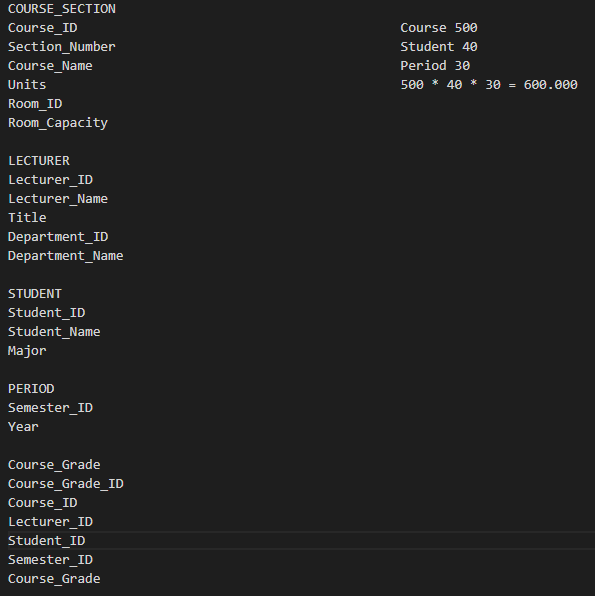 COURSE_SECTION
Course_ID
Section_Number
Course_Name
Units
Room_ID
Room_Capacity
Course 500
Student 40
Period 30
500 * 40 * 30 = 600.000
LECTURER
Lecturer_ID
Lecturer_Name
Title
Department_ID
Department_Name
STUDENT
Student_ID
Student_Name
Major
PERIOD
Semester_ID
Year
Course_Grade
Course_Grade_ID
Course_ID
Lecturer_ID
Student_ID
Semester_ID
Course_Grade